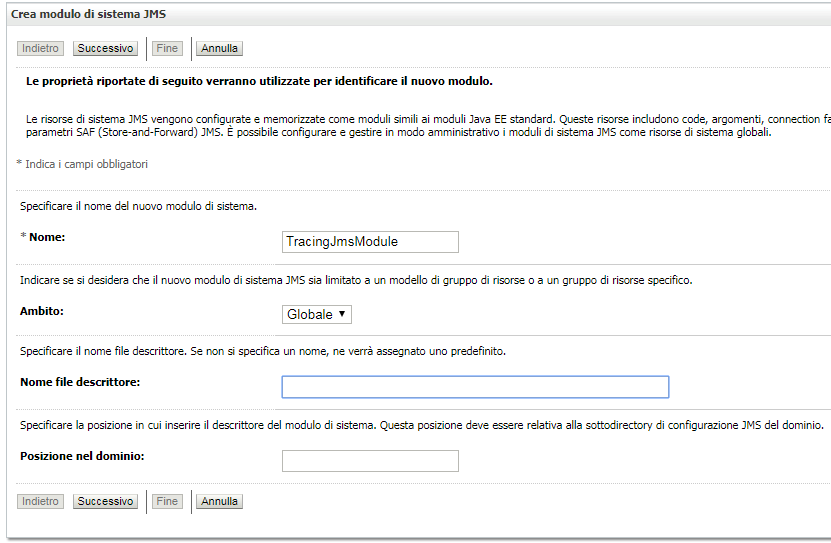 Crea modulo di sistema JMS
Indietro Successivo Fine Annulla
Le proprietà riportate di seguito verranno utilizzate per identificare il nuovo modulo.
Le risorse di sistema JMS vengono configurate e memorizzate come moduli simili ai moduli Java EE standard. Queste risorse includono code, argomenti, connection fa
parametri SAF (Store-and-Forward) JMS. È possibile configurare e gestire in modo amministrativo i moduli di sistema JMS come risorse di sistema globali.
* Indica i campi obbligatori
Specificare il nome del nuovo modulo di sistema.
* Nome: TracingJmsModule
Indicare se si desidera che il nuovo modulo di sistema JMS sia limitato a un modello di gruppo di risorse o a un gruppo di risorse specifico.
Ambito: Globale
Specificare il nome file descrittore. Se non si specifica un nome, ne verrà assegnato uno predefinito.
Nome file descrittore:
Specificare la posizione in cui inserire il descrittore del modulo di sistema. Questa posizione deve essere relativa alla sottodirectory di configurazione JMS del dominio.
Posizione nel dominio:
Indietro Successivo Fine Annulla